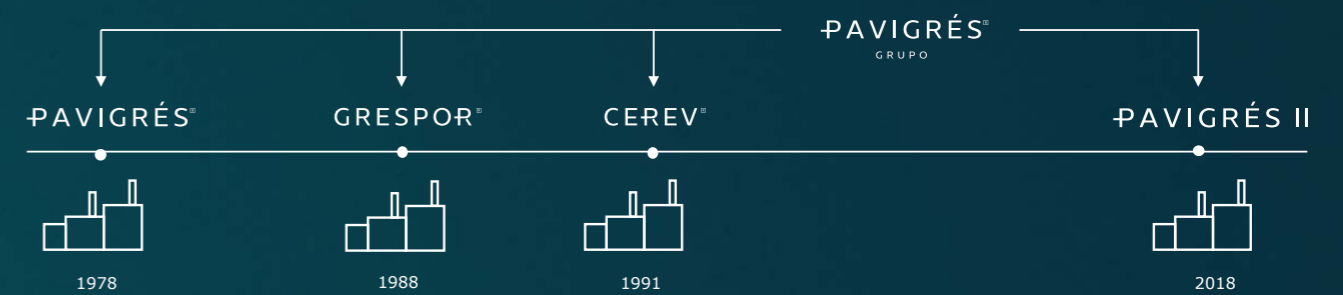 PAVIGRÉS
GRUPO
PAVIGRÉS
GRESPOR
CEREV
PAVIGRÉS II
1978
1988
1991
2018